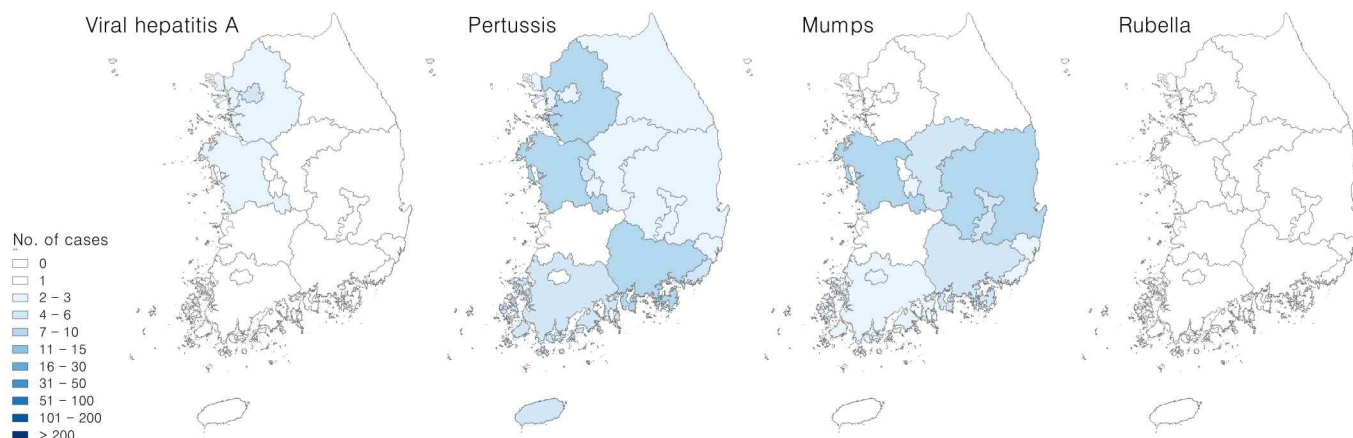 Viral hepatitis A
Pertussis
Mumps
Rubella
No. of cases
0
1
2 – 3
4 – 6
7 – 10
11 – 15
16 – 30
31 – 50
51 – 100
101 – 200
> 200